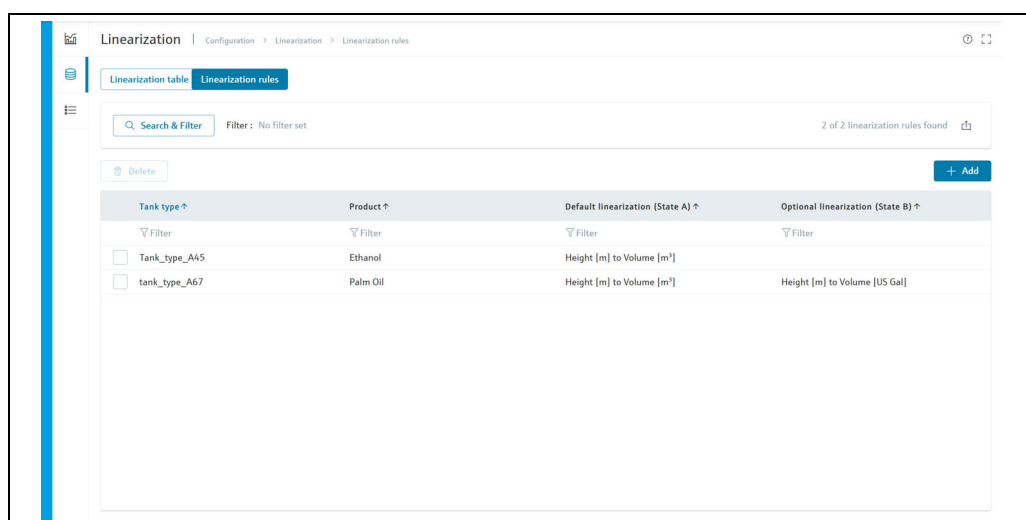 Linearization | Configuration > Linearization > Linearization rules
Linearization table Linearization rules
Search & Filter Filter : No filter set 2 of 2 linearization rules found
Delete + Add
Tank type ↑ Product ↑ Default linearization (State A) ↑ Optional linearization (State B) ↑
Filter Filter Filter Filter
Tank_type_A45 Ethanol Height [m] to Volume [m³]
tank_type_A67 Palm Oil Height [m] to Volume [m³] Height [m] to Volume [US Gal]